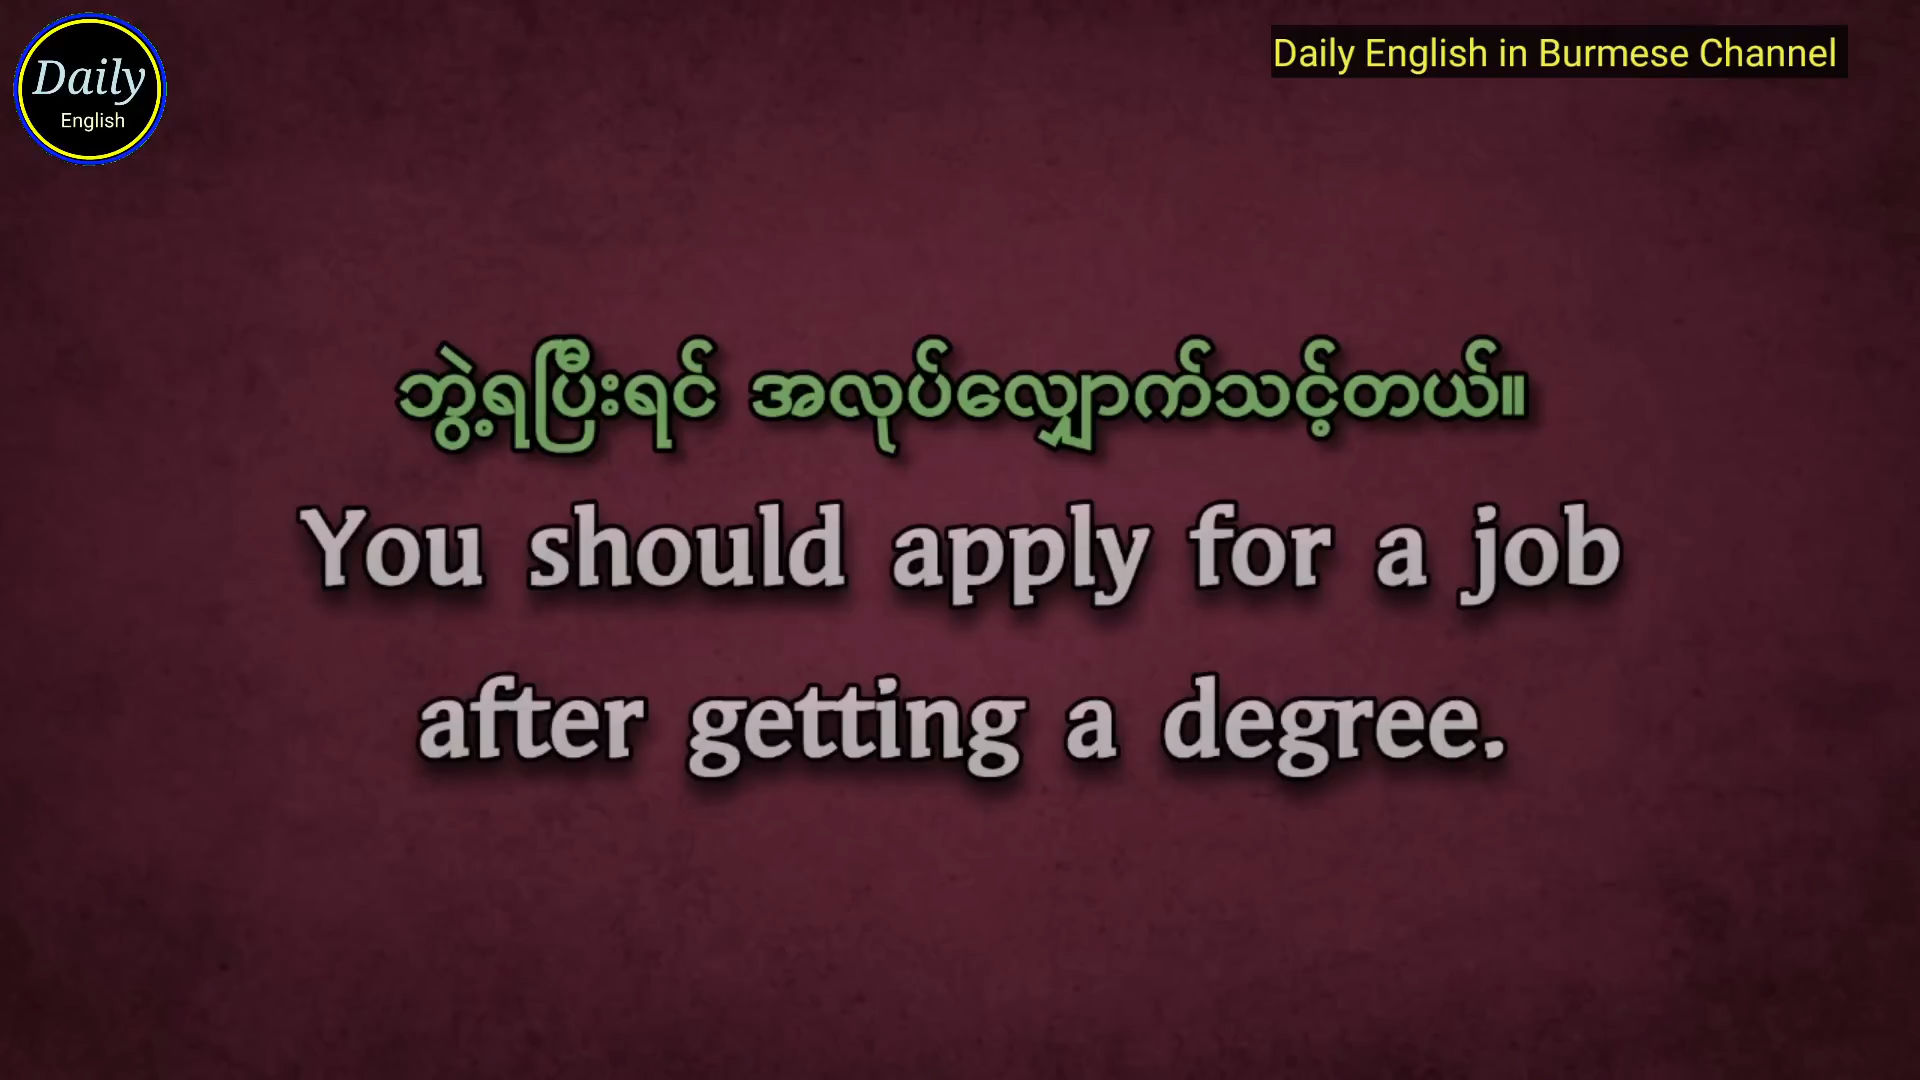 Daily
English
Daily English in Burmese Channel
ဘွဲ့ရပြီးရင် အလုပ်လျှောက်သင့်တယ်။
You should apply for a job
after getting a degree.